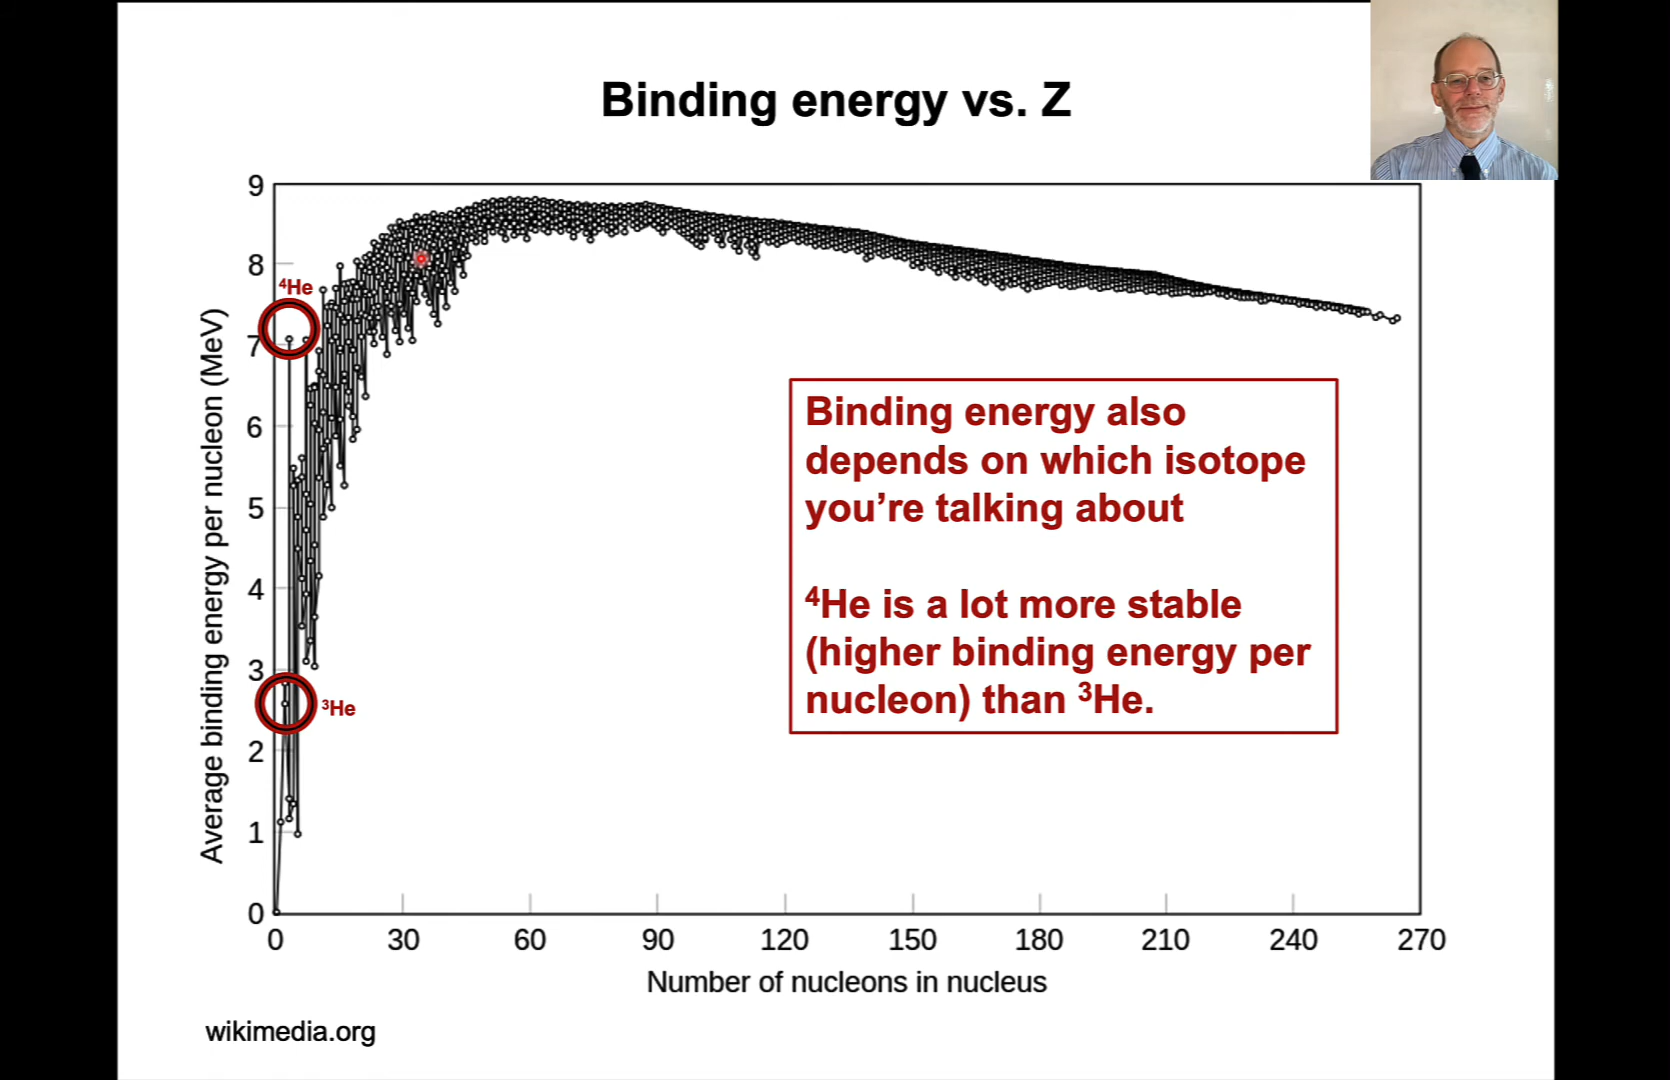 Binding energy vs. Z
9
8
7
6
5
4
3
2
1
0
Average binding energy per nucleon (MeV)
⁴He
³He
Binding energy also
depends on which isotope
you’re talking about
⁴He is a lot more stable
(higher binding energy per
nucleon) than ³He.
0 30 60 90 120 150 180 210 240 270
Number of nucleons in nucleus
wikimedia.org